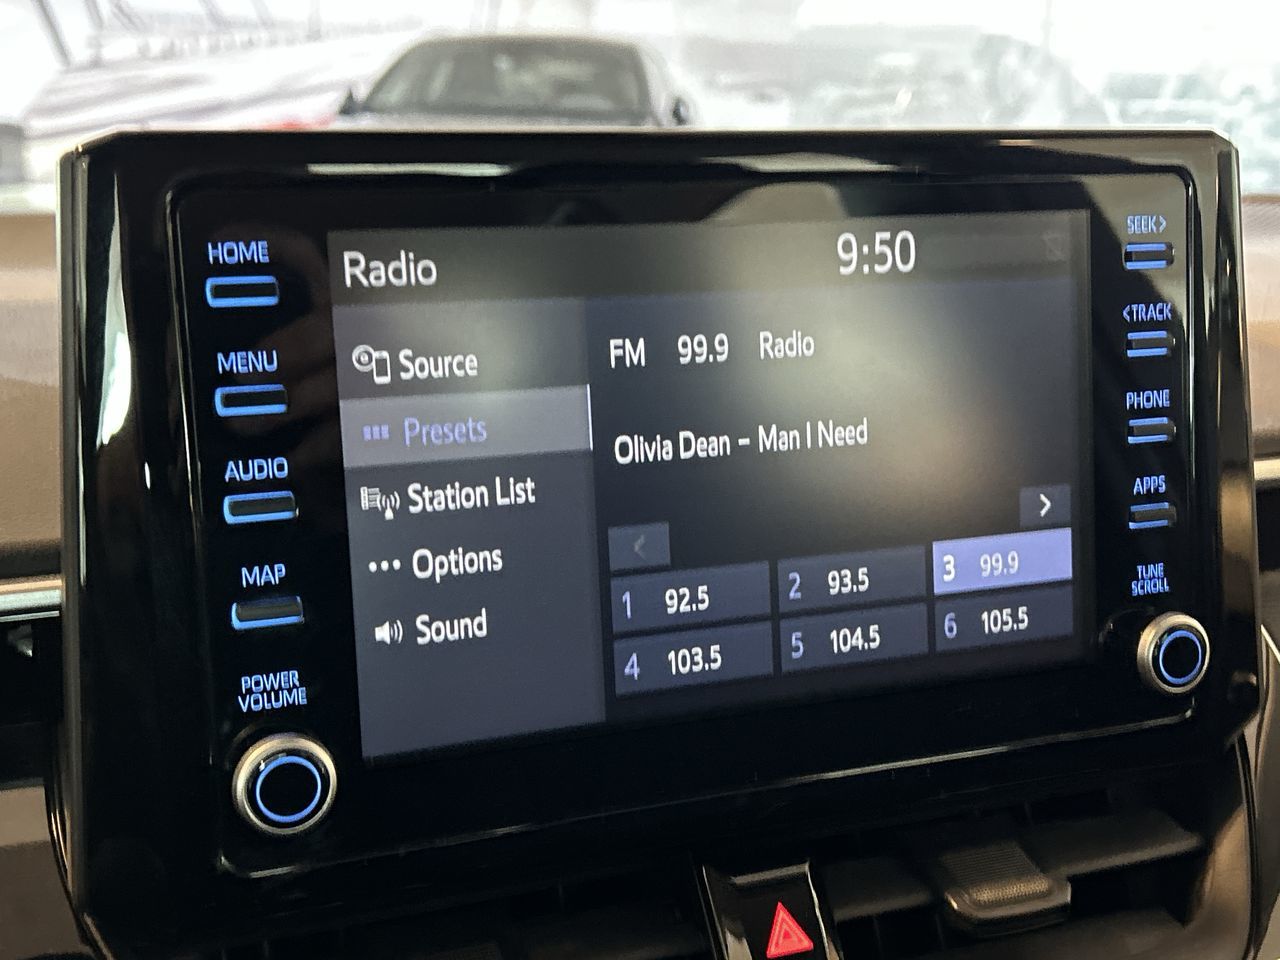 HOME
MENU
AUDIO
MAP
POWER
VOLUME
Radio
9:50
Source
Presets
Station List
Options
Sound
FM 99.9 Radio
Olivia Dean – Man I Need
<
>
1 92.5
2 93.5
3 99.9
4 103.5
5 104.5
6 105.5
SEEK>
<TRACK
PHONE
APPS
TUNE
SCROLL